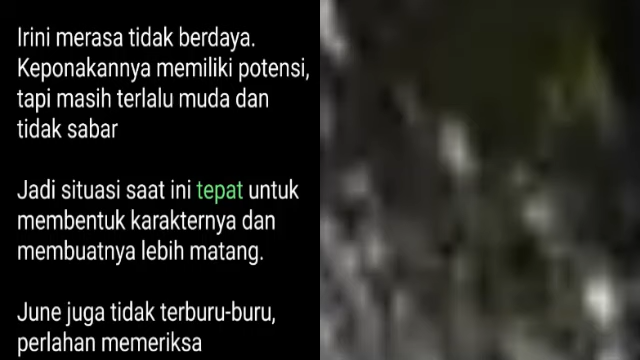 Irini merasa tidak berdaya.
Keponakannya memiliki potensi,
tapi masih terlalu muda dan
tidak sabar
Jadi situasi saat ini tepat untuk
membentuk karakternya dan
membuatnya lebih matang.
June juga tidak terburu-buru,
perlahan memeriksa